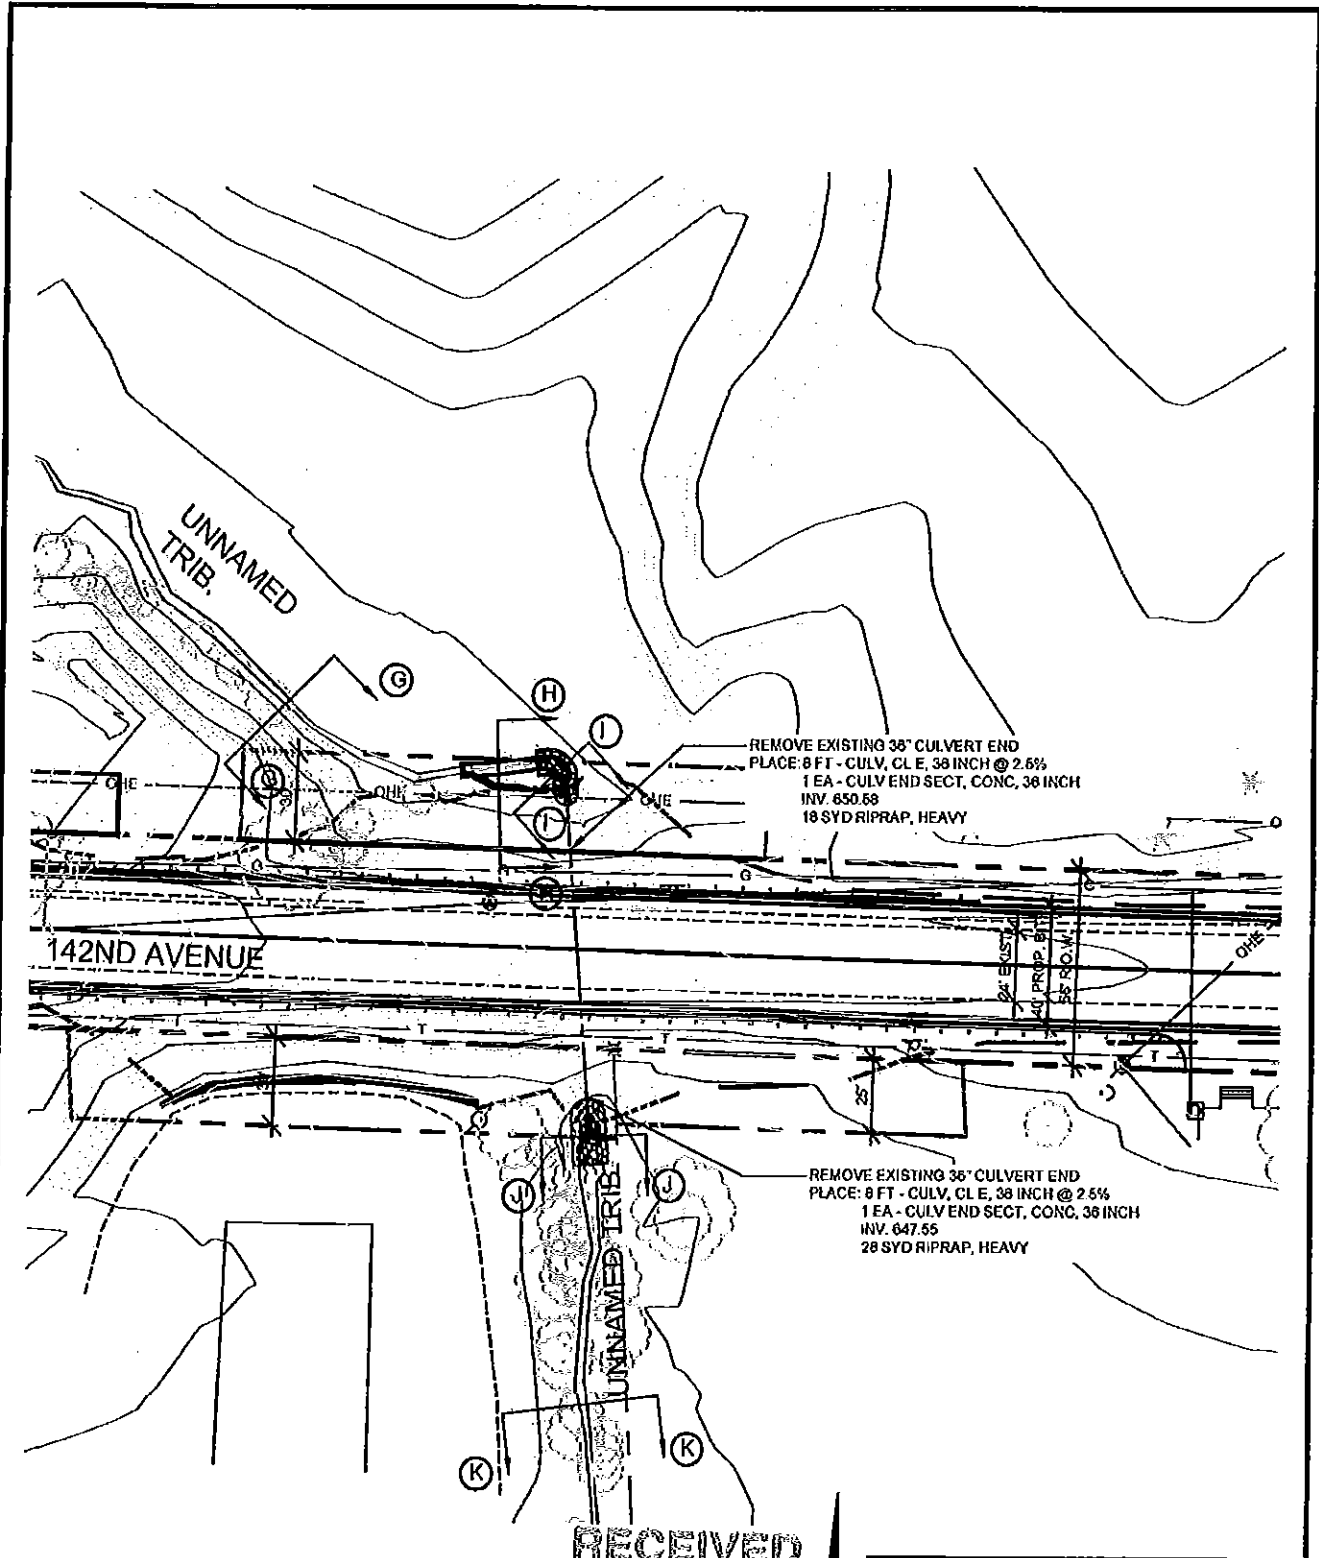 UNNAMED
TRIB.
G
H
I
REMOVE EXISTING 36" CULVERT END
PLACE: 8 FT - CULV, CL E, 36 INCH @ 2.5%
1 EA - CULV END SECT, CONC, 36 INCH
INV. 650.58
18 SYD RIPRAP, HEAVY
G
OHE
OHE
OHE
30'
I
G
G
G
H
142ND AVENUE
24' EXIST.
40' PROP. BIT.
55' R.O.W.
OHE
T
T
T
25'
REMOVE EXISTING 36" CULVERT END
PLACE: 8 FT - CULV, CL E, 36 INCH @ 2.5%
1 EA - CULV END SECT, CONC, 36 INCH
INV. 647.55
28 SYD RIPRAP, HEAVY
J
J
UNNAMED TRIB.
K
K
RECEIVED